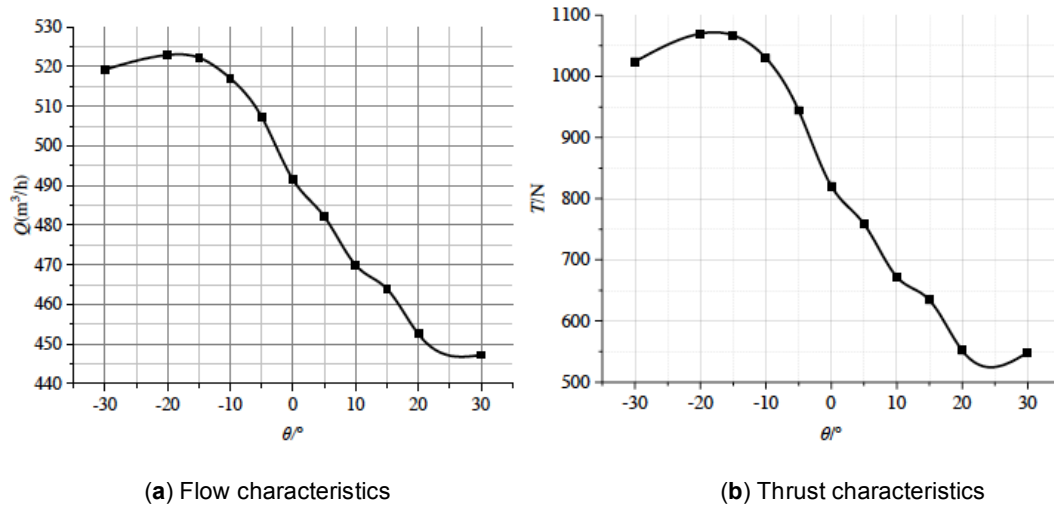 530
520
510
500
490
480
470
460
450
440
Q(m³/h)
-30 -20 -10 0 10 20 30
θ/°
(a) Flow characteristics
1100
1000
900
800
700
600
500
T/N
-30 -20 -10 0 10 20 30
θ/°
(b) Thrust characteristics